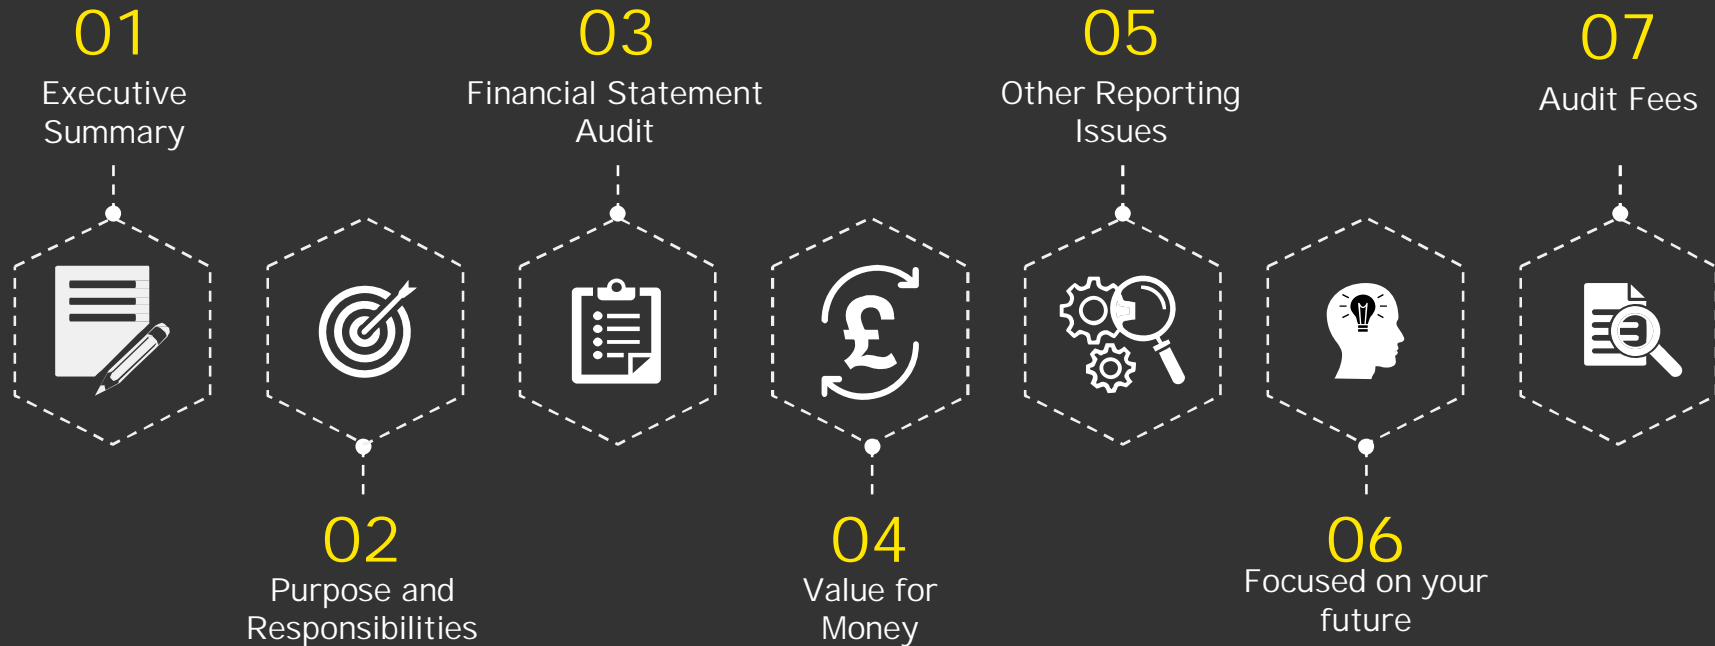 01
Executive
Summary
02
Purpose and
Responsibilities
03
Financial Statement
Audit
04
Value for
Money
05
Other Reporting
Issues
06
Focused on your
future
07
Audit Fees